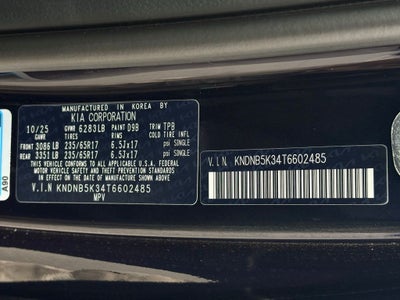 MANUFACTURED IN KOREA BY
KIA CORPORATION
10/25 GVWR 6283LB PAINT D9B TRIM TPB
GAWR TIRES RIMS COLD TIRE INFL.
FRONT 3086LB 235/65R17 6.5Jx17 psi SINGLE
REAR 3351LB 235/65R17 6.5Jx17 psi SINGLE
THIS VEHICLE CONFORMS TO ALL APPLICABLE U.S.A. FEDERAL
MOTOR VEHICLE SAFETY AND THEFT PREVENTION STANDARDS IN
EFFECT ON THE DATE OF MANUFACTURE SHOWN ABOVE.
V.I.N KNDNB5K34T6602485
MPV
V.I.N KNDNB5K34T6602485
A90